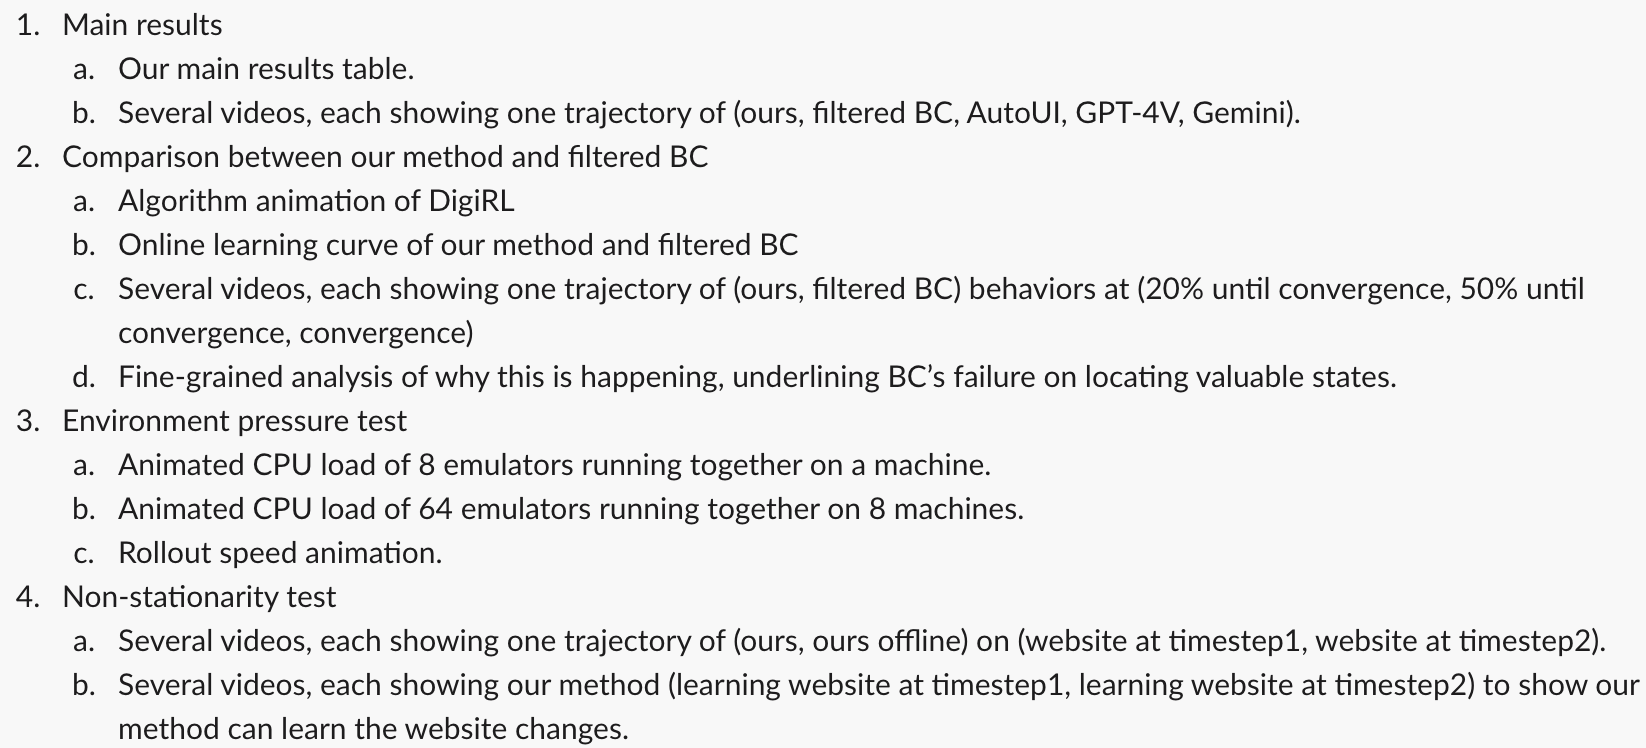 1. Main results
a. Our main results table.
b. Several videos, each showing one trajectory of (ours, filtered BC, AutoUI, GPT-4V, Gemini).
2. Comparison between our method and filtered BC
a. Algorithm animation of DigiRL
b. Online learning curve of our method and filtered BC
c. Several videos, each showing one trajectory of (ours, filtered BC) behaviors at (20% until convergence, 50% until
convergence, convergence)
d. Fine-grained analysis of why this is happening, underlining BC’s failure on locating valuable states.
3. Environment pressure test
a. Animated CPU load of 8 emulators running together on a machine.
b. Animated CPU load of 64 emulators running together on 8 machines.
c. Rollout speed animation.
4. Non-stationarity test
a. Several videos, each showing one trajectory of (ours, ours offline) on (website at timestep1, website at timestep2).
b. Several videos, each showing our method (learning website at timestep1, learning website at timestep2) to show our
method can learn the website changes.